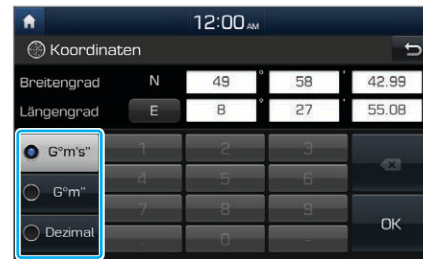 12:00 AM
Koordinaten
Breitengrad N 49 ° 58 ' 42.99
Längengrad E 8 ° 27 ' 55.08
G°m's" 1 2 3
G°m" 4 5 6
7 8 9
Dezimal OK
. 0 -